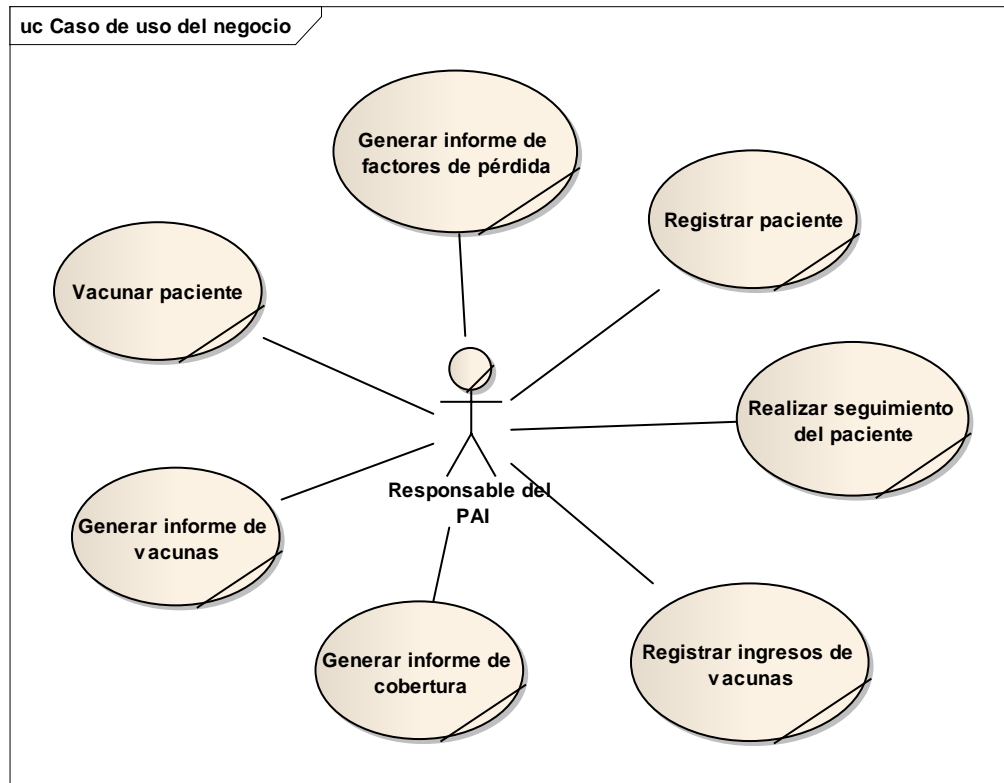 uc Caso de uso del negocio
Generar informe de
factores de pérdida
Registrar paciente
Vacunar paciente
Realizar seguimiento
del paciente
Responsable del
PAI
Generar informe de
vacunas
Generar informe de
cobertura
Registrar ingresos de
vacunas